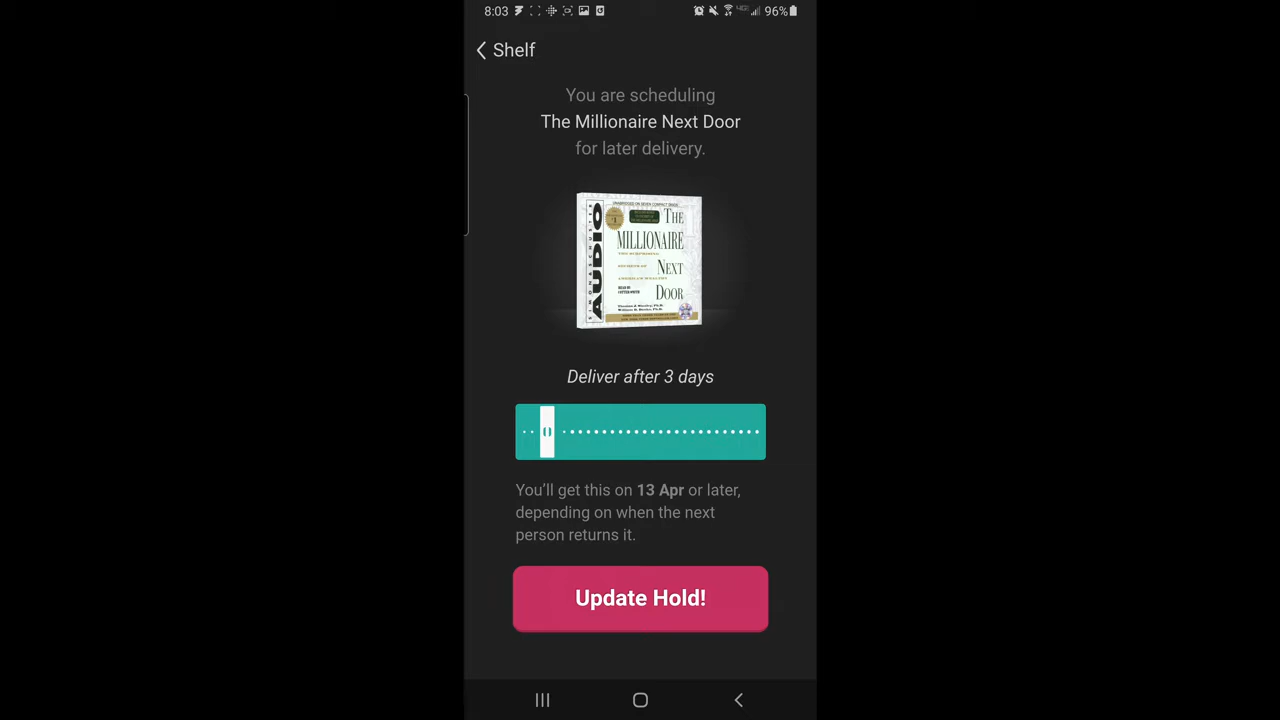 8:03
4G
96%
Shelf
You are scheduling
The Millionaire Next Door
for later delivery.
AUDIO
THE
MILLIONAIRE
NEXT
DOOR
Deliver after 3 days
You'll get this on 13 Apr or later,
depending on when the next
person returns it.
Update Hold!